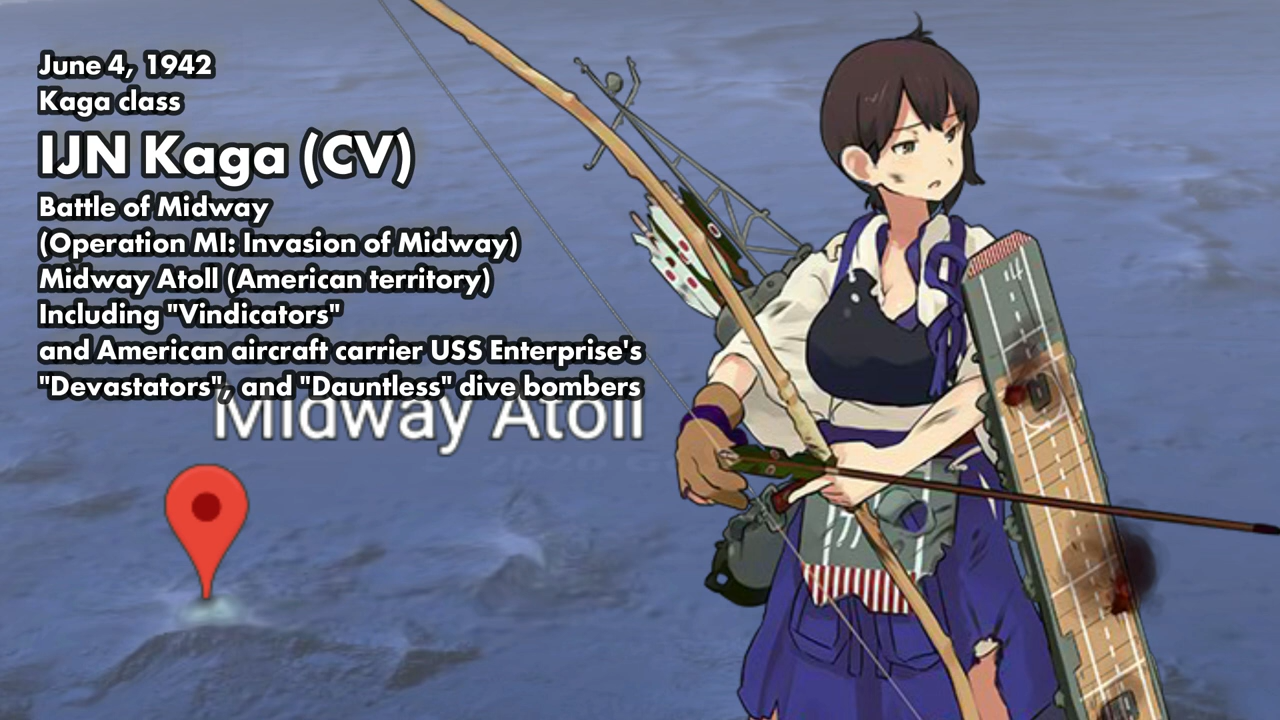 June 4, 1942
Kaga class
IJN Kaga (CV)
Battle of Midway
(Operation MI: Invasion of Midway)
Midway Atoll (American territory)
Including "Vindicators"
and American aircraft carrier USS Enterprise's
"Devastators", and "Dauntless" dive bombers
Midway Atoll